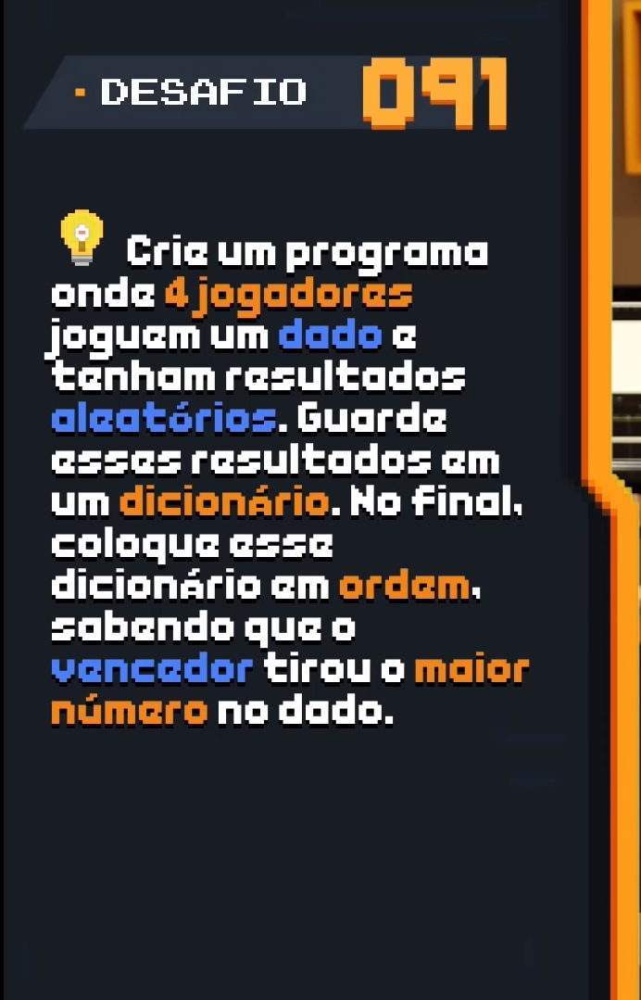 DESAFIO 091
Crie um programa
onde 4 jogadores
joguem um dado e
tenham resultados
aleatórios. Guarde
esses resultados em
um dicionário. No final,
coloque esse
dicionário em ordem,
sabendo que o
vencedor tirou o maior
número no dado.